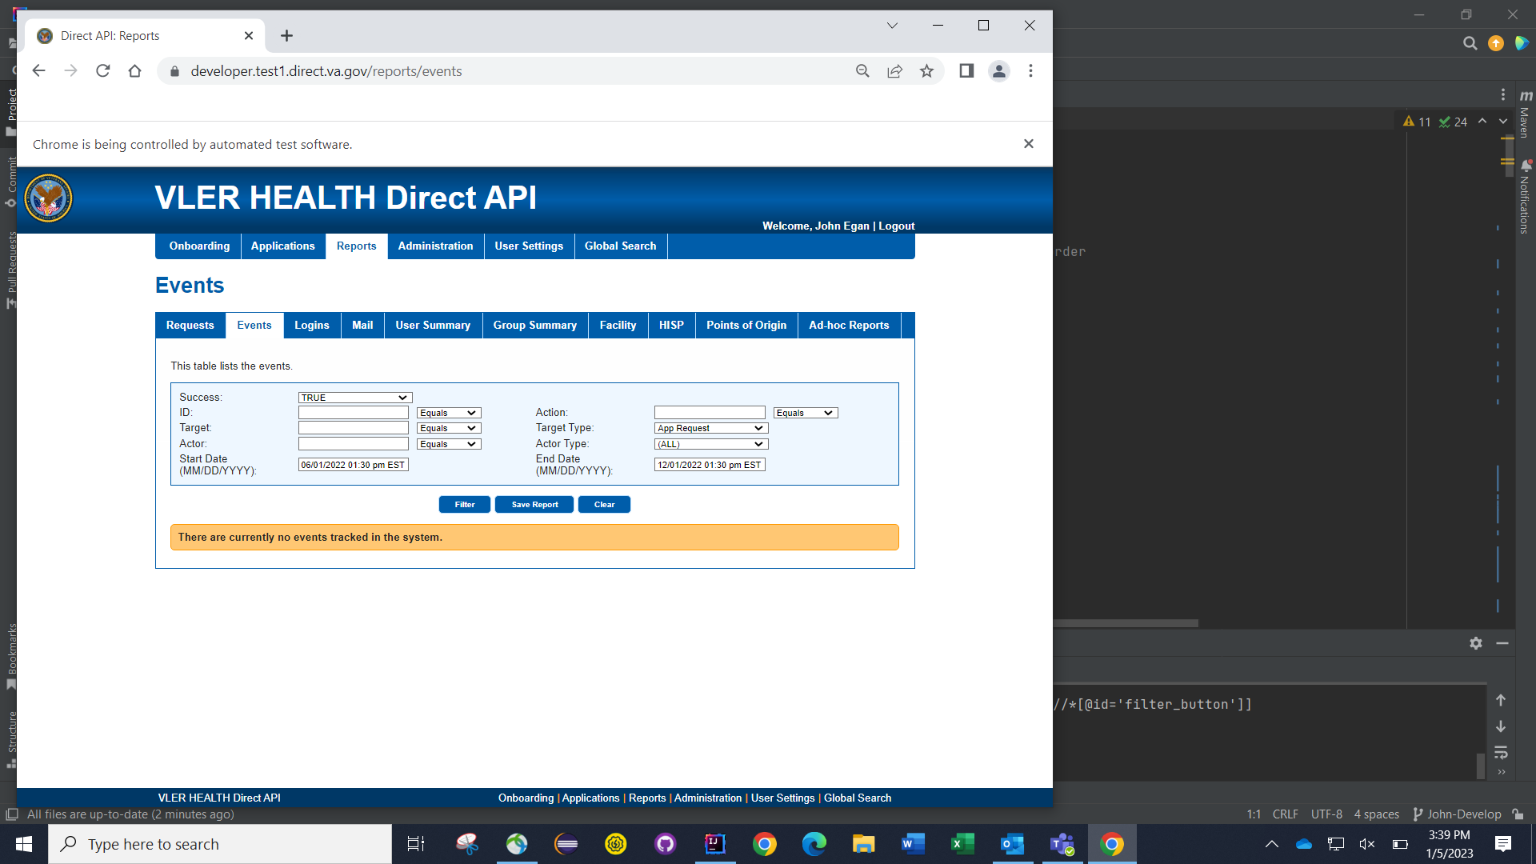 Direct API: Reports
developer.test1.direct.va.gov/reports/events
Chrome is being controlled by automated test software.
VLER HEALTH Direct API
Welcome, John Egan | Logout
Onboarding Applications Reports Administration User Settings Global Search
Events
Requests Events Logins Mail User Summary Group Summary Facility HISP Points of Origin Ad-hoc Reports
This table lists the events.
Success: TRUE
ID: Equals Action: Equals
Target: Equals Target Type: App Request
Actor: Equals Actor Type: (ALL)
Start Date (MM/DD/YYYY): 06/01/2022 01:30 pm EST End Date (MM/DD/YYYY): 12/01/2022 01:30 pm EST
Filter Save Report Clear
There are currently no events tracked in the system.
VLER HEALTH Direct API Onboarding | Applications | Reports | Administration | User Settings | Global Search
Project
Commit
Pull Requests
Bookmarks
Structure
11 24
rder
m
Maven
Notifications
//*[@id='filter_button']]
All files are up-to-date (2 minutes ago)
1:1 CRLF UTF-8 4 spaces John-Develop
Type here to search
3:39 PM
1/5/2023